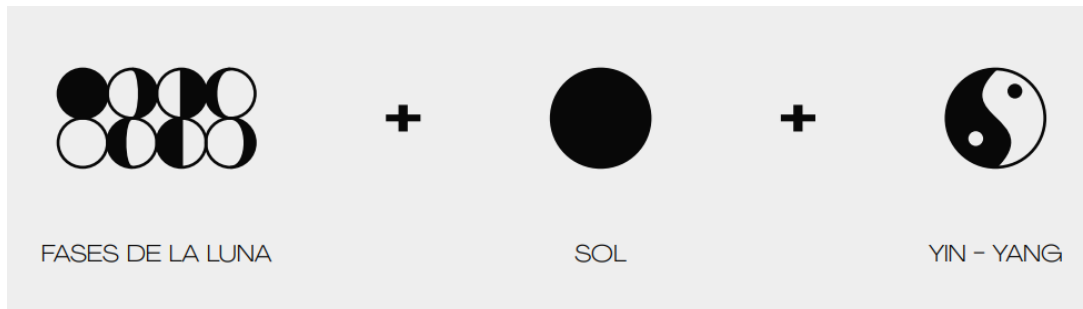 + +
FASES DE LA LUNA
SOL
YIN - YANG